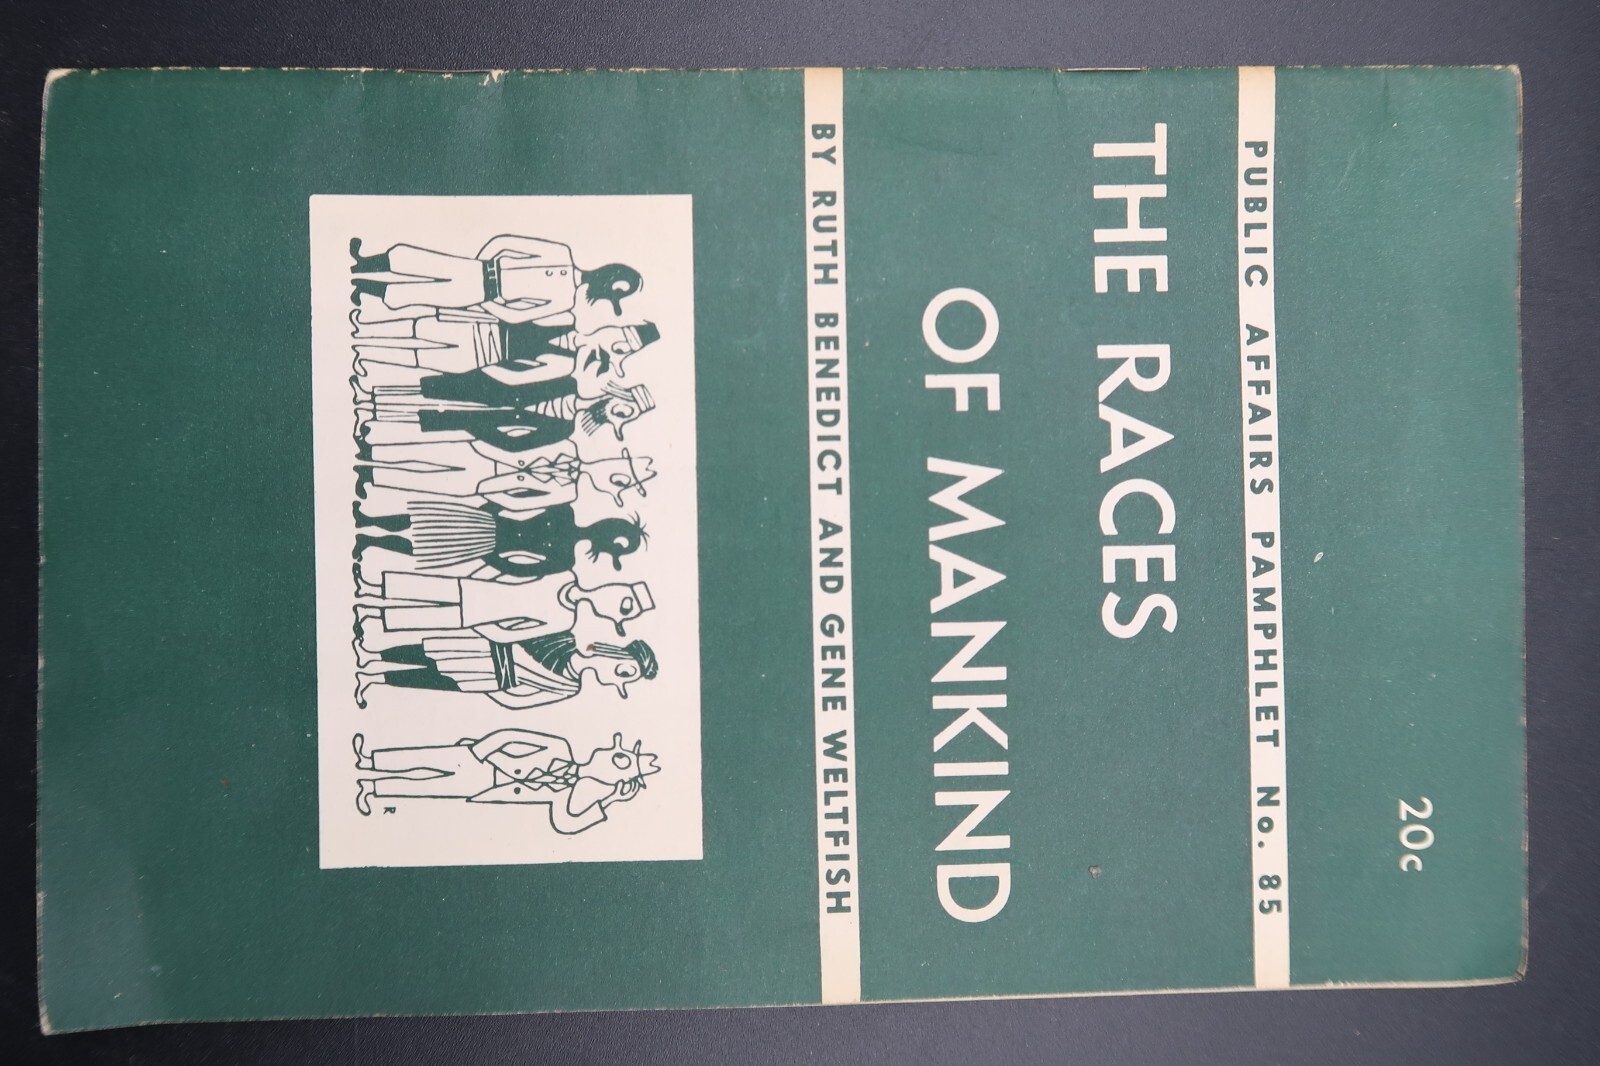 20c
PUBLIC AFFAIRS PAMPHLET No. 85
THE RACES
OF MANKIND
BY RUTH BENEDICT AND GENE WELTFISH
R